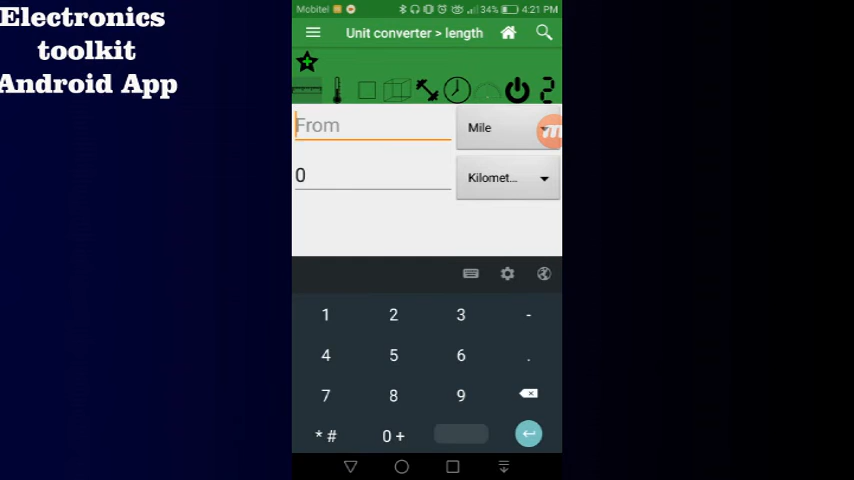 Electronics
toolkit
Android App
Mobitel 34% 4:21 PM
Unit converter > length
From
Mile
0
Kilomet...
1 2 3 -
4 5 6 .
7 8 9
* # 0 +